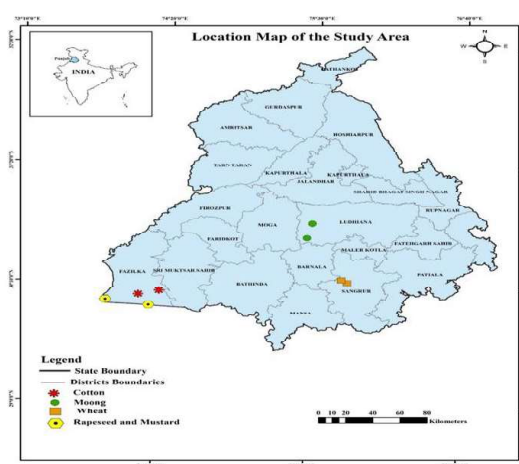 Location Map of the Study Area
N
W
E
S
Punjab
INDIA
PATHANKOT
GURDASPUR
AMRITSAR
HOSHIARPUR
TARN TARAN
KAPURTHALA
KAPURTHALA
JALANDHAR
SHAHID BHAGAT SINGH NAGAR
RUPNAGAR
FIROZPUR
MOGA
LUDHIANA
FARIDKOT
FATEHGARH SAHIB
MALER KOTLA
FAZILKA
SRI MUKTSAR SAHIB
BARNALA
BATHINDA
SANGRUR
PATIALA
MANSA
Legend
State Boundary
Districts Boundaries
Cotton
Moong
Wheat
Rapeseed and Mustard
0 10 20 40 60 80
Kilometers